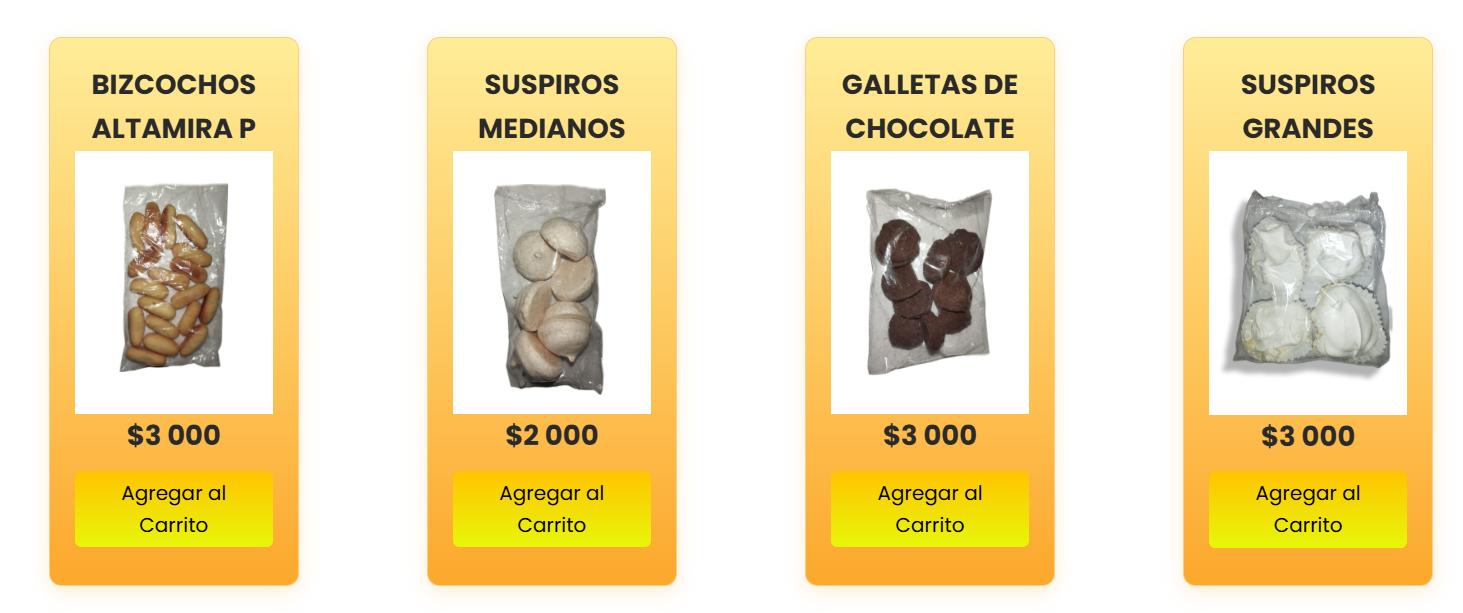 BIZCOCHOS
ALTAMIRA P
$3 000
Agregar al
Carrito
SUSPIROS
MEDIANOS
$2 000
Agregar al
Carrito
GALLETAS DE
CHOCOLATE
$3 000
Agregar al
Carrito
SUSPIROS
GRANDES
$3 000
Agregar al
Carrito